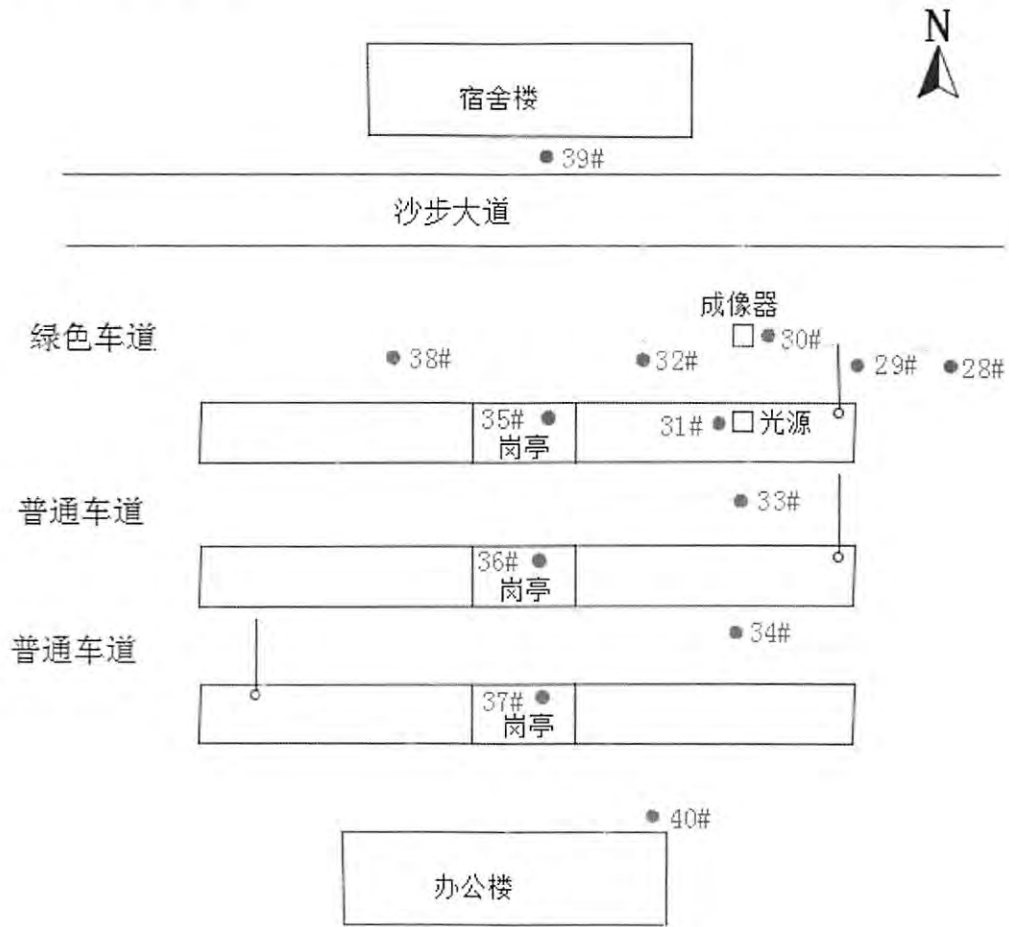 N
宿舍楼
39#
沙步大道
成像器
绿色车道
30#
38#
32#
29#
28#
35#
岗亭
31#
光源
普通车道
33#
36#
岗亭
普通车道
34#
37#
岗亭
40#
办公楼